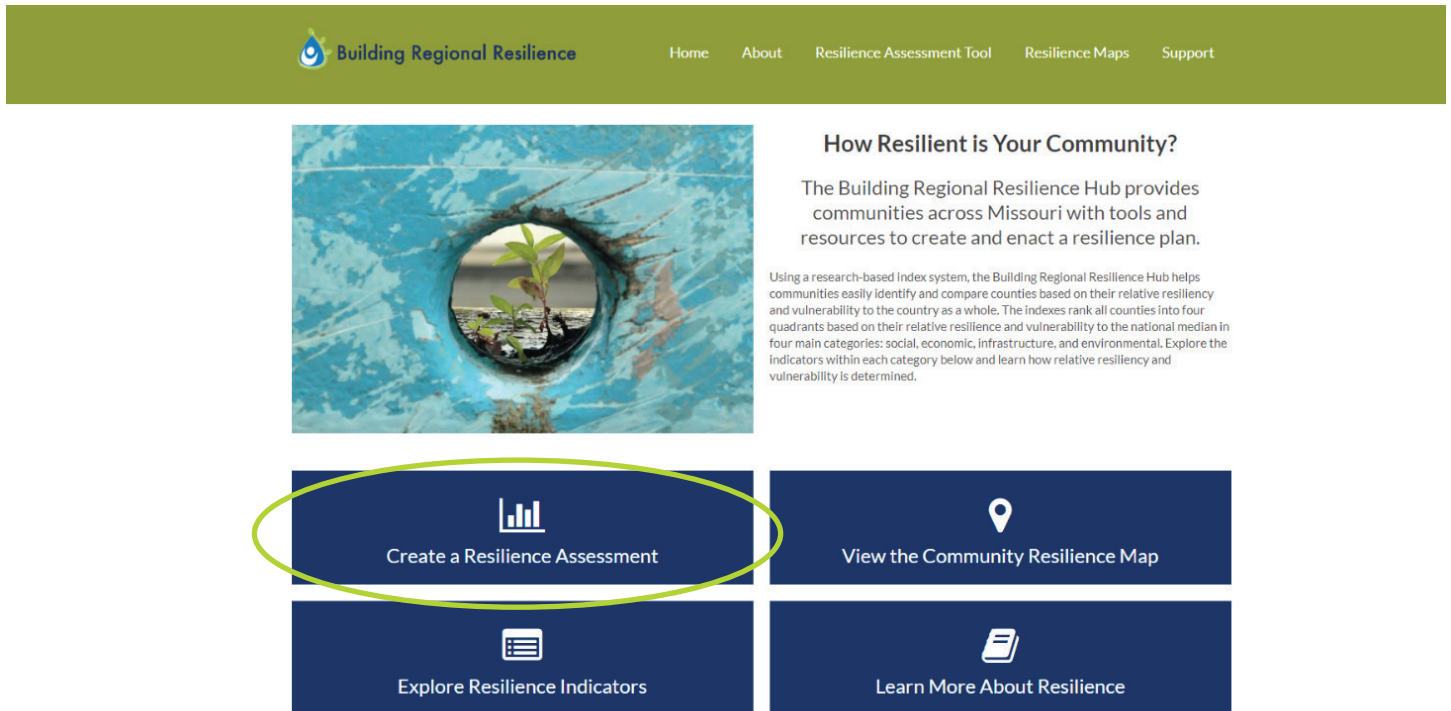 Building Regional Resilience
Home About Resilience Assessment Tool Resilience Maps Support
How Resilient is Your Community?
The Building Regional Resilience Hub provides
communities across Missouri with tools and
resources to create and enact a resilience plan.
Using a research-based index system, the Building Regional Resilience Hub helps
communities easily identify and compare counties based on their relative resiliency
and vulnerability to the country as a whole. The indexes rank all counties into four
quadrants based on their relative resilience and vulnerability to the national median in
four main categories: social, economic, infrastructure, and environmental. Explore the
indicators within each category below and learn how relative resiliency and
vulnerability is determined.
Create a Resilience Assessment
View the Community Resilience Map
Explore Resilience Indicators
Learn More About Resilience